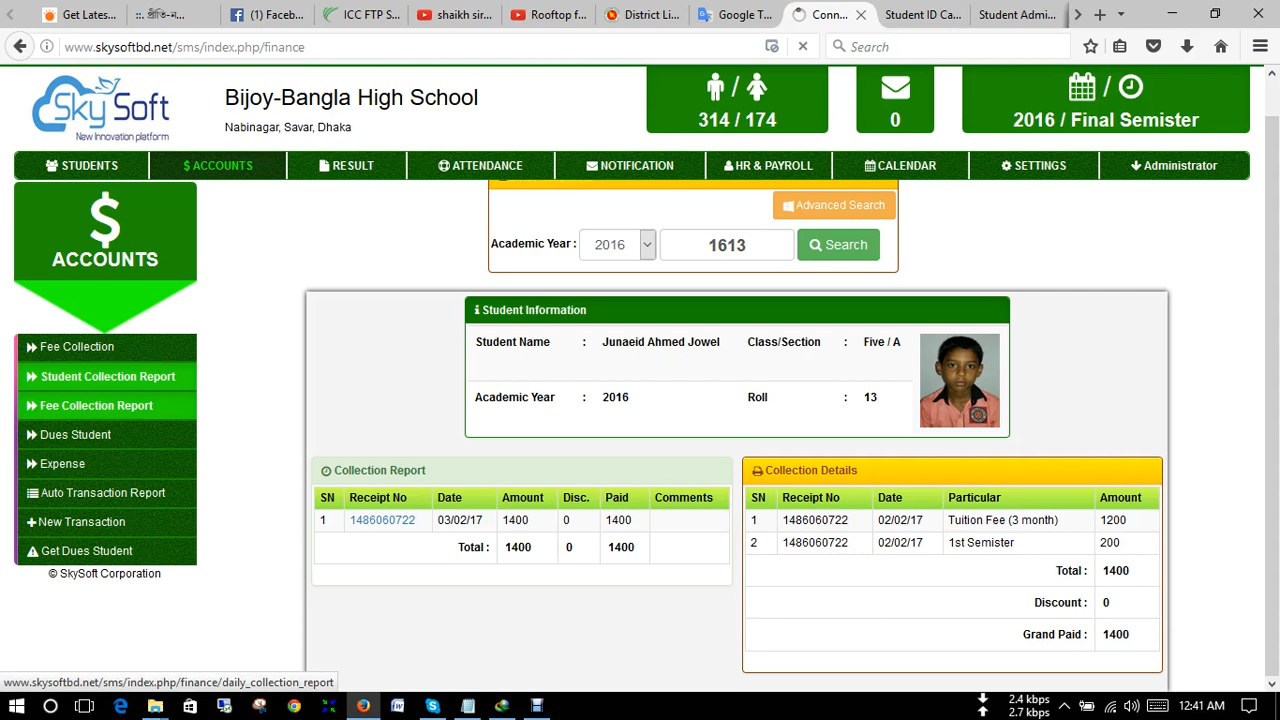 Get Lates...
(1) Faceb...
ICC FTP S...
shaikh sir...
Rooftop f...
District Li...
Google T...
Conn...
Student ID Ca...
Student Admi...
www.skysoftbd.net/sms/index.php/finance
Search
Sky Soft
New Innovation platform
Bijoy-Bangla High School
Nabinagar, Savar, Dhaka
/
314 / 174
0
/
2016 / Final Semister
STUDENTS
$ ACCOUNTS
RESULT
ATTENDANCE
NOTIFICATION
HR & PAYROLL
CALENDAR
SETTINGS
Administrator
$
ACCOUNTS
Fee Collection
Student Collection Report
Fee Collection Report
Dues Student
Expense
Auto Transaction Report
New Transaction
Get Dues Student
© SkySoft Corporation
Advanced Search
Academic Year : 2016 1613 Search
Student Information
Student Name : Junaeid Ahmed Jowel Class/Section : Five / A
Academic Year : 2016 Roll : 13
Collection Report
SN Receipt No Date Amount Disc. Paid Comments
1 1486060722 03/02/17 1400 0 1400
Total : 1400 0 1400
Collection Details
SN Receipt No Date Particular Amount
1 1486060722 02/02/17 Tuition Fee (3 month) 1200
2 1486060722 02/02/17 1st Semister 200
Total : 1400
Discount : 0
Grand Paid : 1400
www.skysoftbd.net/sms/index.php/finance/daily_collection_report
2.4 kbps
2.7 kbps
12:41 AM